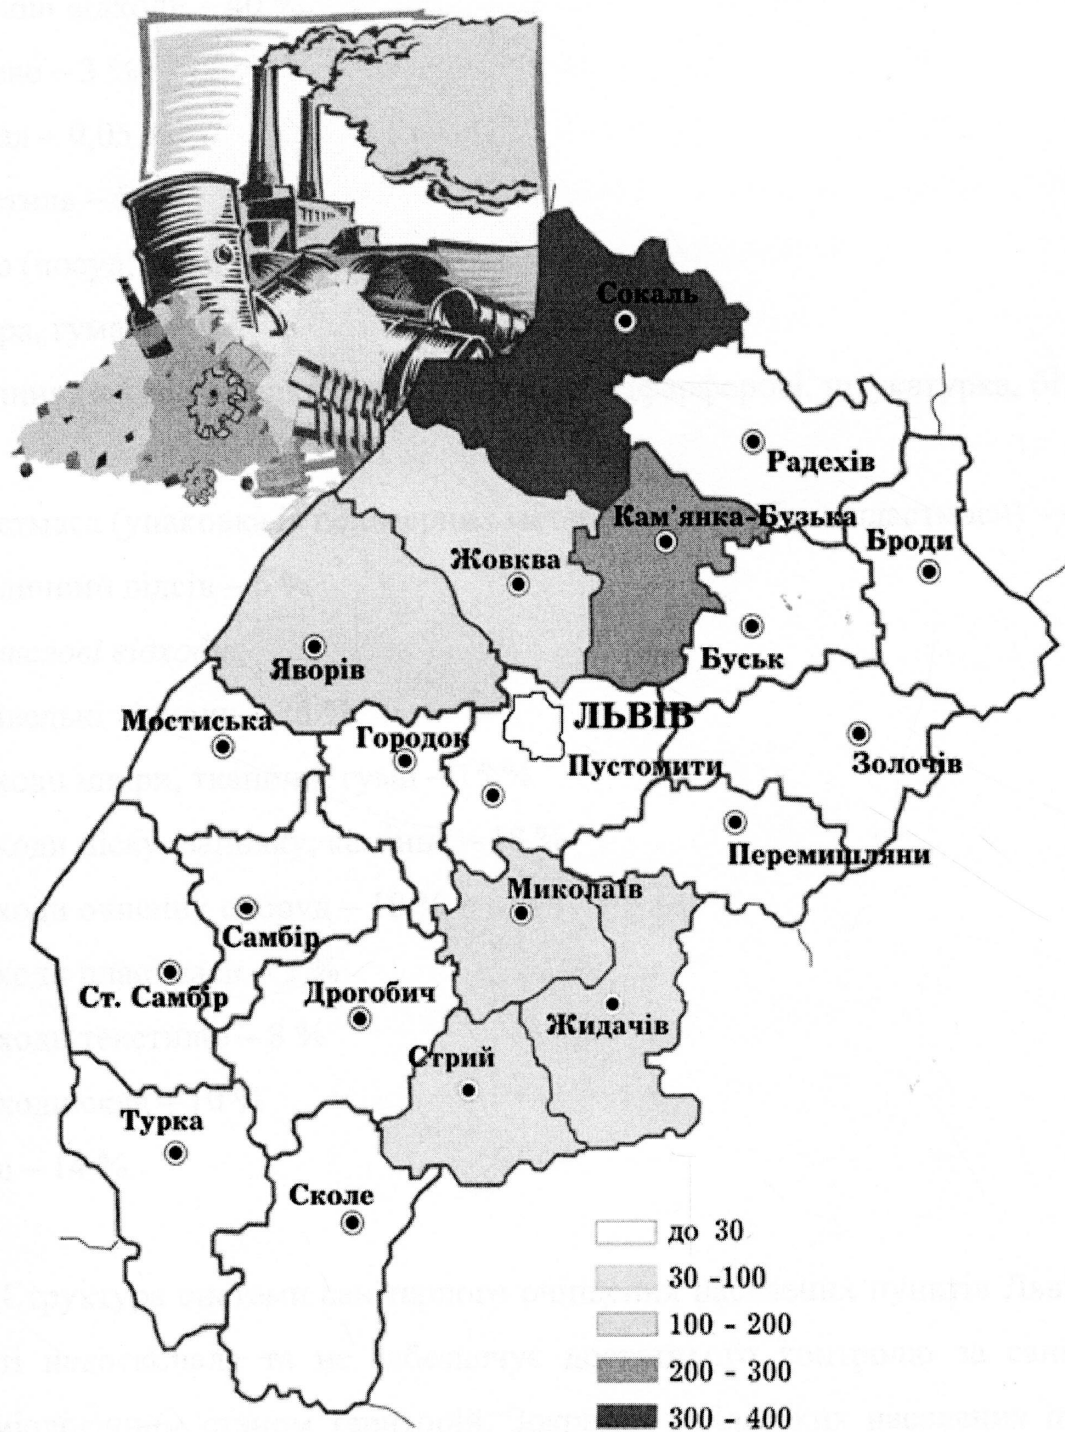 Сокаль
Радехів
Кам'янка-Бузька
Броди
Жовква
Буськ
Яворів
Мостиська
ЛЬВІВ
Городок
Пустомити
Золочів
Перемишляни
Миколаїв
Самбір
Ст. Самбір
Дрогобич
Жидачів
Стрий
Турка
Сколе
до 30
30 -100
100 - 200
200 - 300
300 - 400